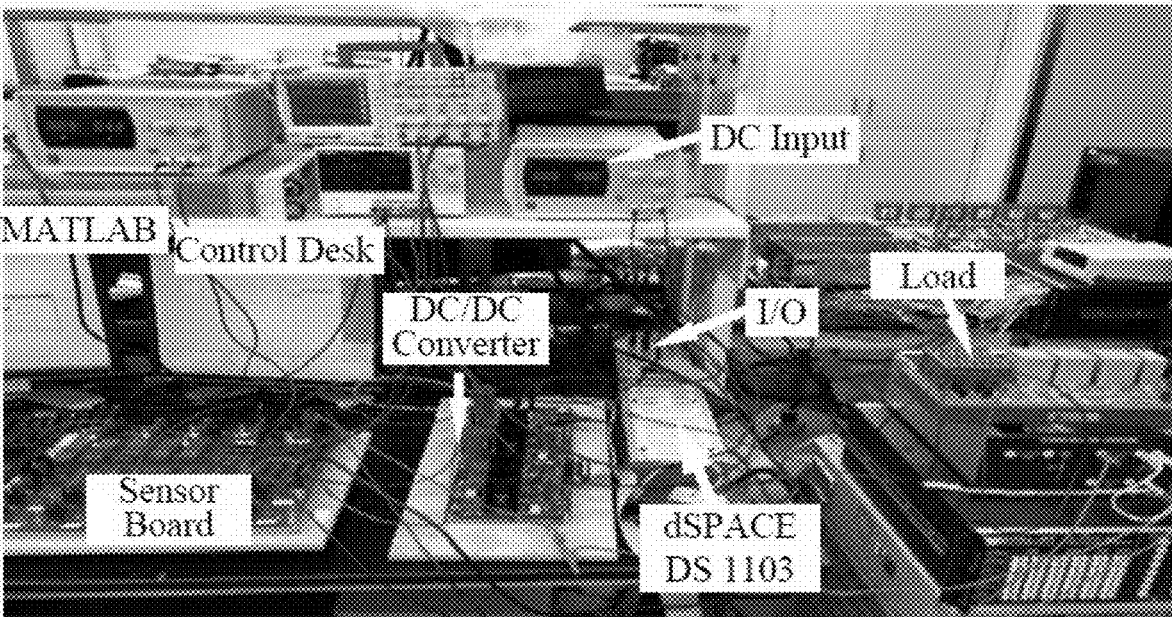 DC Input
MATLAB
Control Desk
Load
DC/DC
Converter
I/O
Sensor
Board
dSPACE
DS 1103